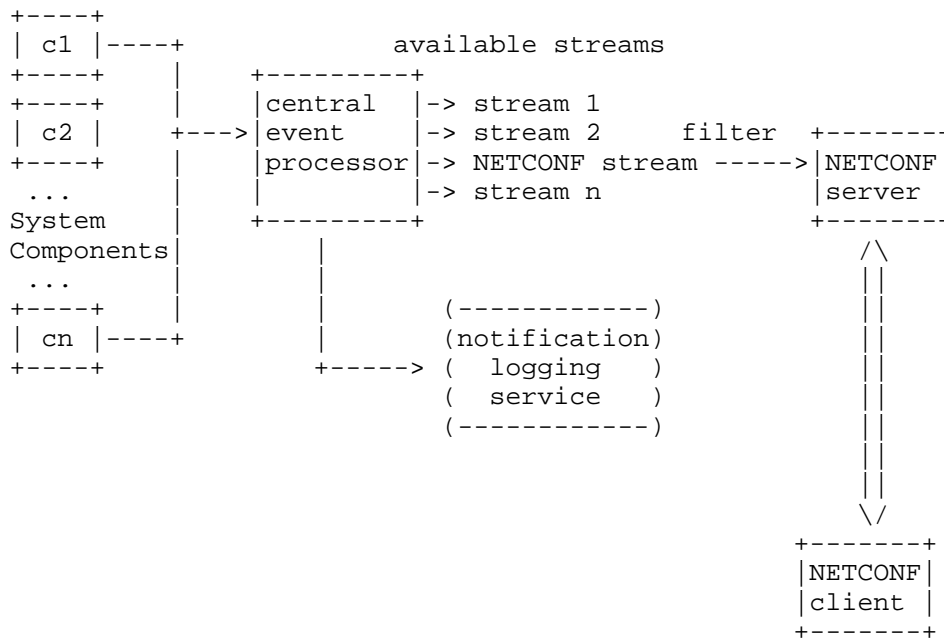 +----+
| c1 |----+             available streams
+----+    |    +---------+
+----+    |    |central  |-> stream 1
| c2 |    +--->|event    |-> stream 2     filter  +-------
+----+    |    |processor|-> NETCONF stream ----->|NETCONF
 ...      |    |         |-> stream n             |server
System    |    +---------+                        +-------
Components|        |                                /\
 ...      |        |                                ||
+----+    |        |       (------------)           ||
| cn |----+        |       (notification)           ||
+----+             +-----> (  logging   )           ||
                           (  service   )           ||
                           (------------)           ||
                                                    ||
                                                    ||
                                                    \/
                                                 +-------+
                                                 |NETCONF|
                                                 |client |
                                                 +-------+